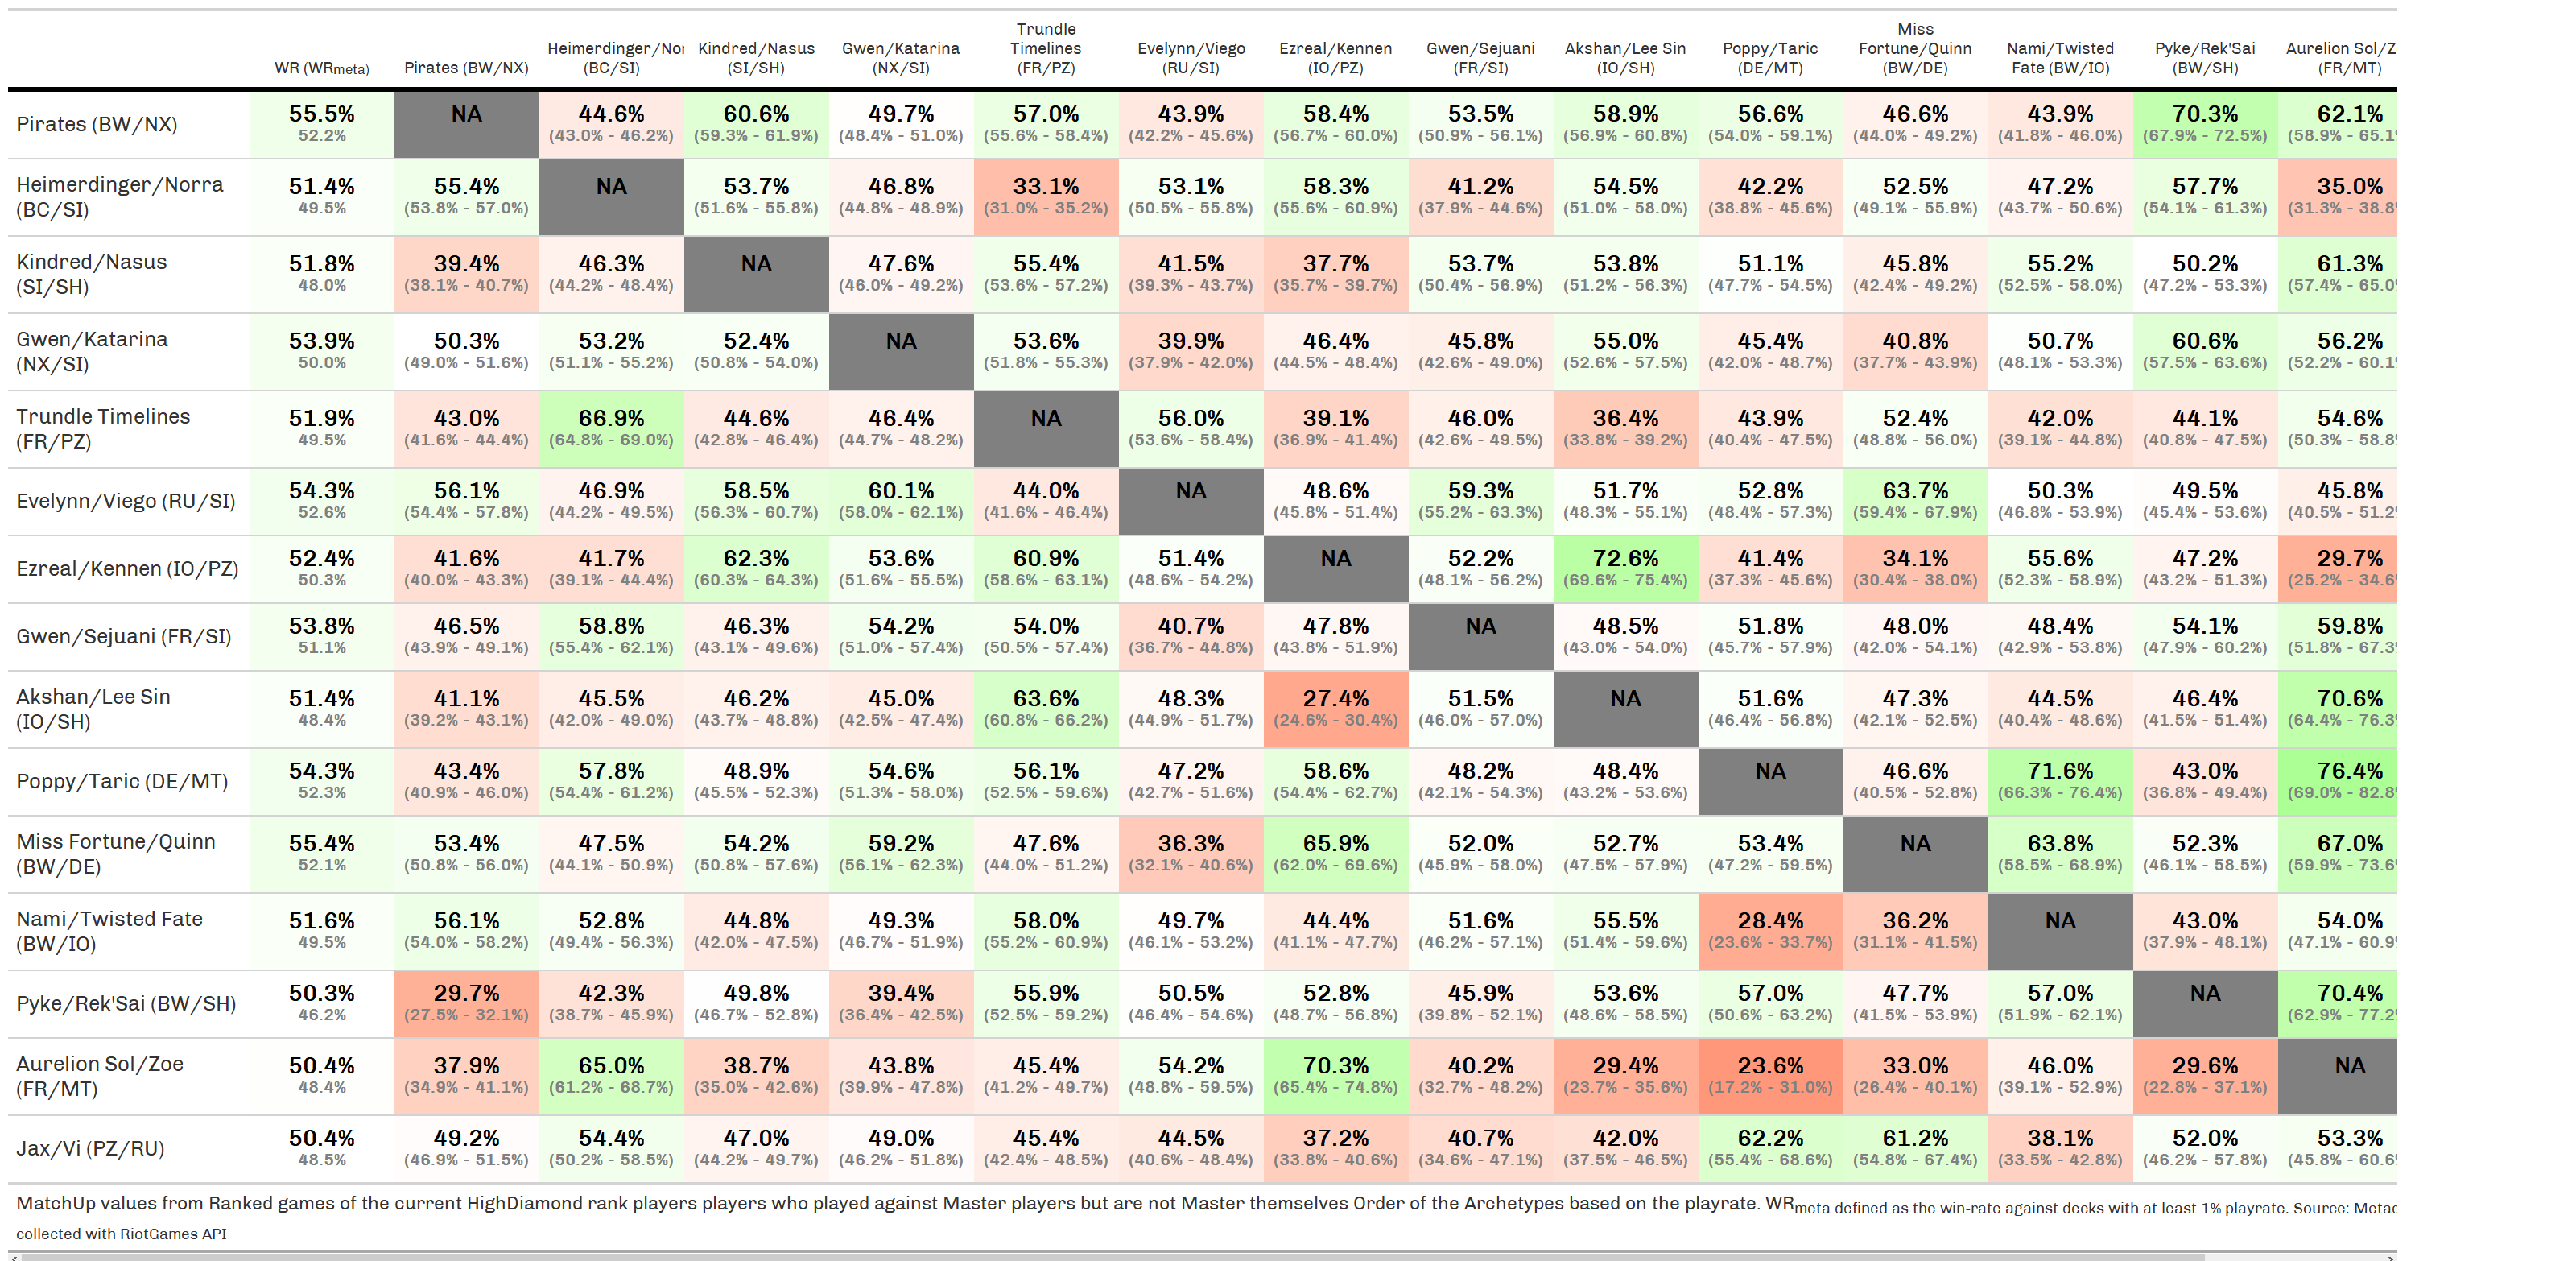 WR (WRmeta) Pirates (BW/NX) Heimerdinger/Nor (BC/SI) Kindred/Nasus (SI/SH) Gwen/Katarina (NX/SI) Trundle Timelines (FR/PZ) Evelynn/Viego (RU/SI) Ezreal/Kennen (IO/PZ) Gwen/Sejuani (FR/SI) Akshan/Lee Sin (IO/SH) Poppy/Taric (DE/MT) Miss Fortune/Quinn (BW/DE) Nami/Twisted Fate (BW/IO) Pyke/Rek'Sai (BW/SH) Aurelion Sol/Z (FR/MT)
Pirates (BW/NX) 55.5% NA 44.6% 60.6% 49.7% 57.0% 43.9% 58.4% 53.5% 58.9% 56.6% 46.6% 43.9% 70.3% 62.1%
52.2% (43.0% - 46.2%) (59.3% - 61.9%) (48.4% - 51.0%) (55.6% - 58.4%) (42.2% - 45.6%) (56.7% - 60.0%) (50.9% - 56.1%) (56.9% - 60.8%) (54.0% - 59.1%) (44.0% - 49.2%) (41.8% - 46.0%) (67.9% - 72.5%) (58.9% - 65.1
Heimerdinger/Norra 51.4% 55.4% NA 53.7% 46.8% 33.1% 53.1% 58.3% 41.2% 54.5% 42.2% 52.5% 47.2% 57.7% 35.0%
(BC/SI) 49.5% (53.8% - 57.0%) (51.6% - 55.8%) (44.8% - 48.9%) (31.0% - 35.2%) (50.5% - 55.8%) (55.6% - 60.9%) (37.9% - 44.6%) (51.0% - 58.0%) (38.8% - 45.6%) (49.1% - 55.9%) (43.7% - 50.6%) (54.1% - 61.3%) (31.3% - 38.8
Kindred/Nasus 51.8% 39.4% 46.3% NA 47.6% 55.4% 41.5% 37.7% 53.7% 53.8% 51.1% 45.8% 55.2% 50.2% 61.3%
(SI/SH) 48.0% (38.1% - 40.7%) (44.2% - 48.4%) (46.0% - 49.2%) (53.6% - 57.2%) (39.3% - 43.7%) (35.7% - 39.7%) (50.4% - 56.9%) (51.2% - 56.3%) (47.7% - 54.5%) (42.4% - 49.2%) (52.5% - 58.0%) (47.2% - 53.3%) (57.4% - 65.0
Gwen/Katarina 53.9% 50.3% 53.2% 52.4% NA 53.6% 39.9% 46.4% 45.8% 55.0% 45.4% 40.8% 50.7% 60.6% 56.2%
(NX/SI) 50.0% (49.0% - 51.6%) (51.1% - 55.2%) (50.8% - 54.0%) (51.8% - 55.3%) (37.9% - 42.0%) (44.5% - 48.4%) (42.6% - 49.0%) (52.6% - 57.5%) (42.0% - 48.7%) (37.7% - 43.9%) (48.1% - 53.3%) (57.5% - 63.6%) (52.2% - 60.1
Trundle Timelines 51.9% 43.0% 66.9% 44.6% 46.4% NA 56.0% 39.1% 46.0% 36.4% 43.9% 52.4% 42.0% 44.1% 54.6%
(FR/PZ) 49.5% (41.6% - 44.4%) (64.8% - 69.0%) (42.8% - 46.4%) (44.7% - 48.2%) (53.6% - 58.4%) (36.9% - 41.4%) (42.6% - 49.5%) (33.8% - 39.2%) (40.4% - 47.5%) (48.8% - 56.0%) (39.1% - 44.8%) (40.8% - 47.5%) (50.3% - 58.8
Evelynn/Viego (RU/SI) 54.3% 56.1% 46.9% 58.5% 60.1% 44.0% NA 48.6% 59.3% 51.7% 52.8% 63.7% 50.3% 49.5% 45.8%
52.6% (54.4% - 57.8%) (44.2% - 49.5%) (56.3% - 60.7%) (58.0% - 62.1%) (41.6% - 46.4%) (45.8% - 51.4%) (55.2% - 63.3%) (48.3% - 55.1%) (48.4% - 57.3%) (59.4% - 67.9%) (46.8% - 53.9%) (45.4% - 53.6%) (40.5% - 51.2
Ezreal/Kennen (IO/PZ) 52.4% 41.6% 41.7% 62.3% 53.6% 60.9% 51.4% NA 52.2% 72.6% 41.4% 34.1% 55.6% 47.2% 29.7%
50.3% (40.0% - 43.3%) (39.1% - 44.4%) (60.3% - 64.3%) (51.6% - 55.5%) (58.6% - 63.1%) (48.6% - 54.2%) (48.1% - 56.2%) (69.6% - 75.4%) (37.3% - 45.6%) (30.4% - 38.0%) (52.3% - 58.9%) (43.2% - 51.3%) (25.2% - 34.6
Gwen/Sejuani (FR/SI) 53.8% 46.5% 58.8% 46.3% 54.2% 54.0% 40.7% 47.8% NA 48.5% 51.8% 48.0% 48.4% 54.1% 59.8%
51.1% (43.9% - 49.1%) (55.4% - 62.1%) (43.1% - 49.6%) (51.0% - 57.4%) (50.5% - 57.4%) (36.7% - 44.8%) (43.8% - 51.9%) (43.0% - 54.0%) (45.7% - 57.9%) (42.0% - 54.1%) (42.9% - 53.8%) (47.9% - 60.2%) (51.8% - 67.3
Akshan/Lee Sin 51.4% 41.1% 45.5% 46.2% 45.0% 63.6% 48.3% 27.4% 51.5% NA 51.6% 47.3% 44.5% 46.4% 70.6%
(IO/SH) 48.4% (39.2% - 43.1%) (42.0% - 49.0%) (43.7% - 48.8%) (42.5% - 47.4%) (60.8% - 66.2%) (44.9% - 51.7%) (24.6% - 30.4%) (46.0% - 57.0%) (46.4% - 56.8%) (42.1% - 52.5%) (40.4% - 48.6%) (41.5% - 51.4%) (64.4% - 76.3
Poppy/Taric (DE/MT) 54.3% 43.4% 57.8% 48.9% 54.6% 56.1% 47.2% 58.6% 48.2% 48.4% NA 46.6% 71.6% 43.0% 76.4%
52.3% (40.9% - 46.0%) (54.4% - 61.2%) (45.5% - 52.3%) (51.3% - 58.0%) (52.5% - 59.6%) (42.7% - 51.6%) (54.4% - 62.7%) (42.1% - 54.3%) (43.2% - 53.6%) (40.5% - 52.8%) (66.3% - 76.4%) (36.8% - 49.4%) (69.0% - 82.8
Miss Fortune/Quinn 55.4% 53.4% 47.5% 54.2% 59.2% 47.6% 36.3% 65.9% 52.0% 52.7% 53.4% NA 63.8% 52.3% 67.0%
(BW/DE) 52.1% (50.8% - 56.0%) (44.1% - 50.9%) (50.8% - 57.6%) (56.1% - 62.3%) (44.0% - 51.2%) (32.1% - 40.6%) (62.0% - 69.6%) (45.9% - 58.0%) (47.5% - 57.9%) (47.2% - 59.5%) (58.5% - 68.9%) (46.1% - 58.5%) (59.9% - 73.6
Nami/Twisted Fate 51.6% 56.1% 52.8% 44.8% 49.3% 58.0% 49.7% 44.4% 51.6% 55.5% 28.4% 36.2% NA 43.0% 54.0%
(BW/IO) 49.5% (54.0% - 58.2%) (49.4% - 56.3%) (42.0% - 47.5%) (46.7% - 51.9%) (55.2% - 60.9%) (46.1% - 53.2%) (41.1% - 47.7%) (46.2% - 57.1%) (51.4% - 59.6%) (23.6% - 33.7%) (31.1% - 41.5%) (37.9% - 48.1%) (47.1% - 60.9
Pyke/Rek'Sai (BW/SH) 50.3% 29.7% 42.3% 49.8% 39.4% 55.9% 50.5% 52.8% 45.9% 53.6% 57.0% 47.7% 57.0% NA 70.4%
46.2% (27.5% - 32.1%) (38.7% - 45.9%) (46.7% - 52.8%) (36.4% - 42.5%) (52.5% - 59.2%) (46.4% - 54.6%) (48.7% - 56.8%) (39.8% - 52.1%) (48.6% - 58.5%) (50.6% - 63.2%) (41.5% - 53.9%) (51.9% - 62.1%) (62.9% - 77.2
Aurelion Sol/Zoe 50.4% 37.9% 65.0% 38.7% 43.8% 45.4% 54.2% 70.3% 40.2% 29.4% 23.6% 33.0% 46.0% 29.6% NA
(FR/MT) 48.4% (34.9% - 41.1%) (61.2% - 68.7%) (35.0% - 42.6%) (39.9% - 47.8%) (41.2% - 49.7%) (48.8% - 59.5%) (65.4% - 74.8%) (32.7% - 48.2%) (23.7% - 35.6%) (17.2% - 31.0%) (26.4% - 40.1%) (39.1% - 52.9%) (22.8% - 37.1%)
Jax/Vi (PZ/RU) 50.4% 49.2% 54.4% 47.0% 49.0% 45.4% 44.5% 37.2% 40.7% 42.0% 62.2% 61.2% 38.1% 52.0% 53.3%
48.5% (46.9% - 51.5%) (50.2% - 58.5%) (44.2% - 49.7%) (46.2% - 51.8%) (42.4% - 48.5%) (40.6% - 48.4%) (33.8% - 40.6%) (34.6% - 47.1%) (37.5% - 46.5%) (55.4% - 68.6%) (54.8% - 67.4%) (33.5% - 42.8%) (46.2% - 57.8%) (45.8% - 60.6
MatchUp values from Ranked games of the current HighDiamond rank players players who played against Master players but are not Master themselves Order of the Archetypes based on the playrate. WRmeta defined as the win-rate against decks with at least 1% playrate. Source:
collected with RiotGames API